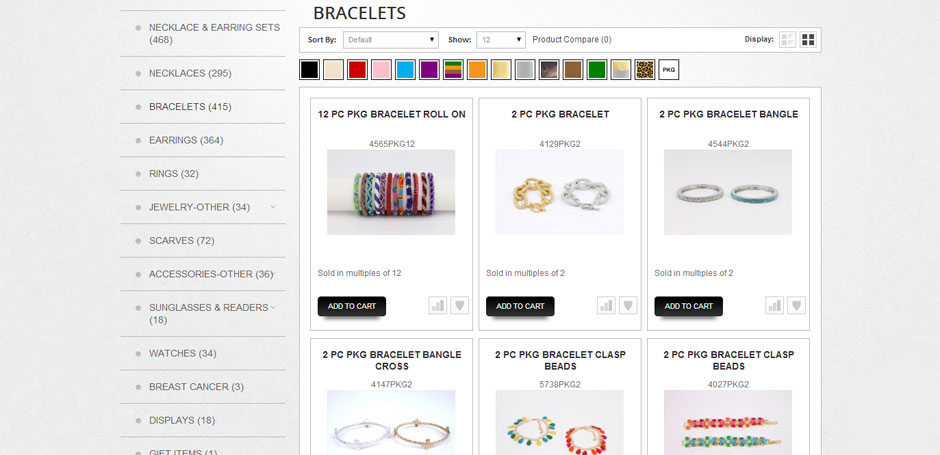 NECKLACE & EARRING SETS
(468)
NECKLACES (295)
BRACELETS (415)
EARRINGS (364)
RINGS (32)
JEWELRY-OTHER (34)
SCARVES (72)
ACCESSORIES-OTHER (36)
SUNGLASSES & READERS
(18)
WATCHES (34)
BREAST CANCER (3)
DISPLAYS (18)
GIFT ITEMS (1)
BRACELETS
Sort By: Default Show: 12 Product Compare (0) Display:
PKG
12 PC PKG BRACELET ROLL ON
4565PKG12
Sold in multiples of 12
ADD TO CART
2 PC PKG BRACELET
4129PKG2
Sold in multiples of 2
ADD TO CART
2 PC PKG BRACELET BANGLE
4544PKG2
Sold in multiples of 2
ADD TO CART
2 PC PKG BRACELET BANGLE
CROSS
4147PKG2
2 PC PKG BRACELET CLASP
BEADS
5738PKG2
2 PC PKG BRACELET CLASP
BEADS
4027PKG2